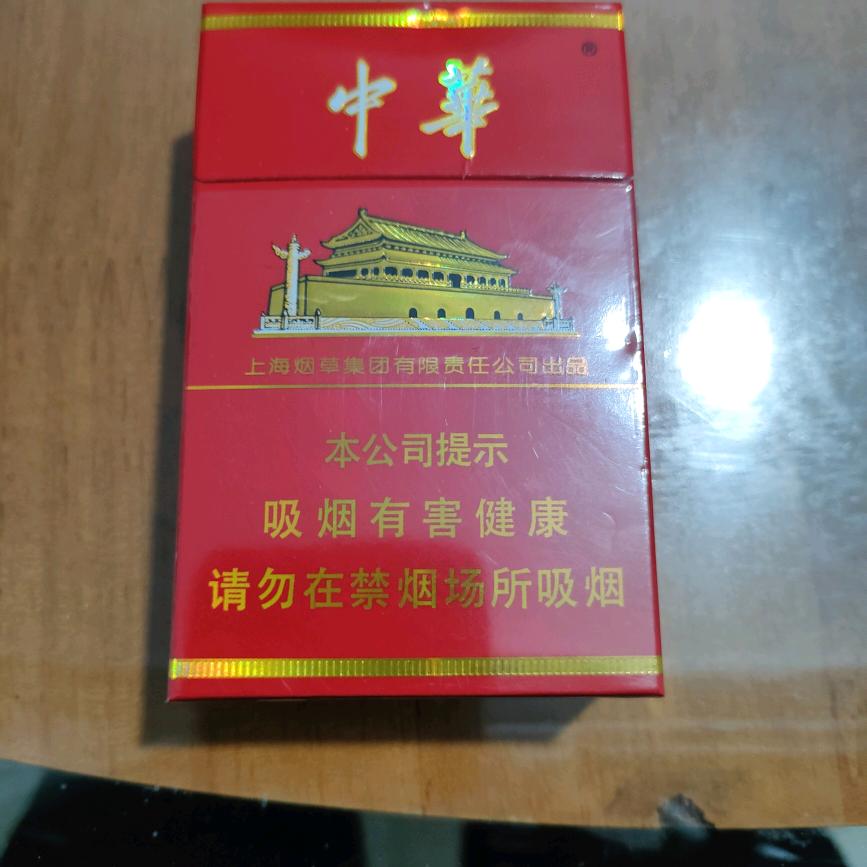 中華
®
上海烟草集团有限责任公司出品
本公司提示
吸烟有害健康
请勿在禁烟场所吸烟